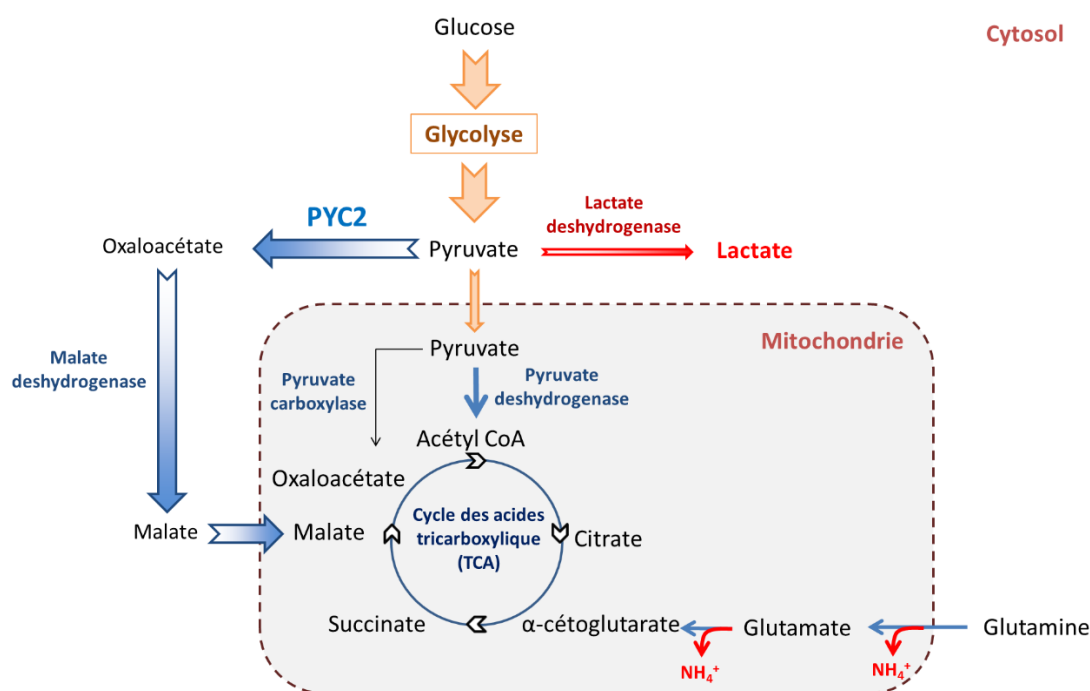 Glucose
Cytosol
Glycolyse
PYC2
Lactate
deshydrogenase
Oxaloacétate
Pyruvate
Lactate
Mitochondrie
Malate
deshydrogenase
Pyruvate
Pyruvate
carboxylase
Pyruvate
deshydrogenase
Acétyl CoA
Oxaloacétate
Malate
Malate
Cycle des acides
tricarboxylique
(TCA)
Citrate
Succinate
α-cétoglutarate
Glutamate
Glutamine
NH₄⁺
NH₄⁺